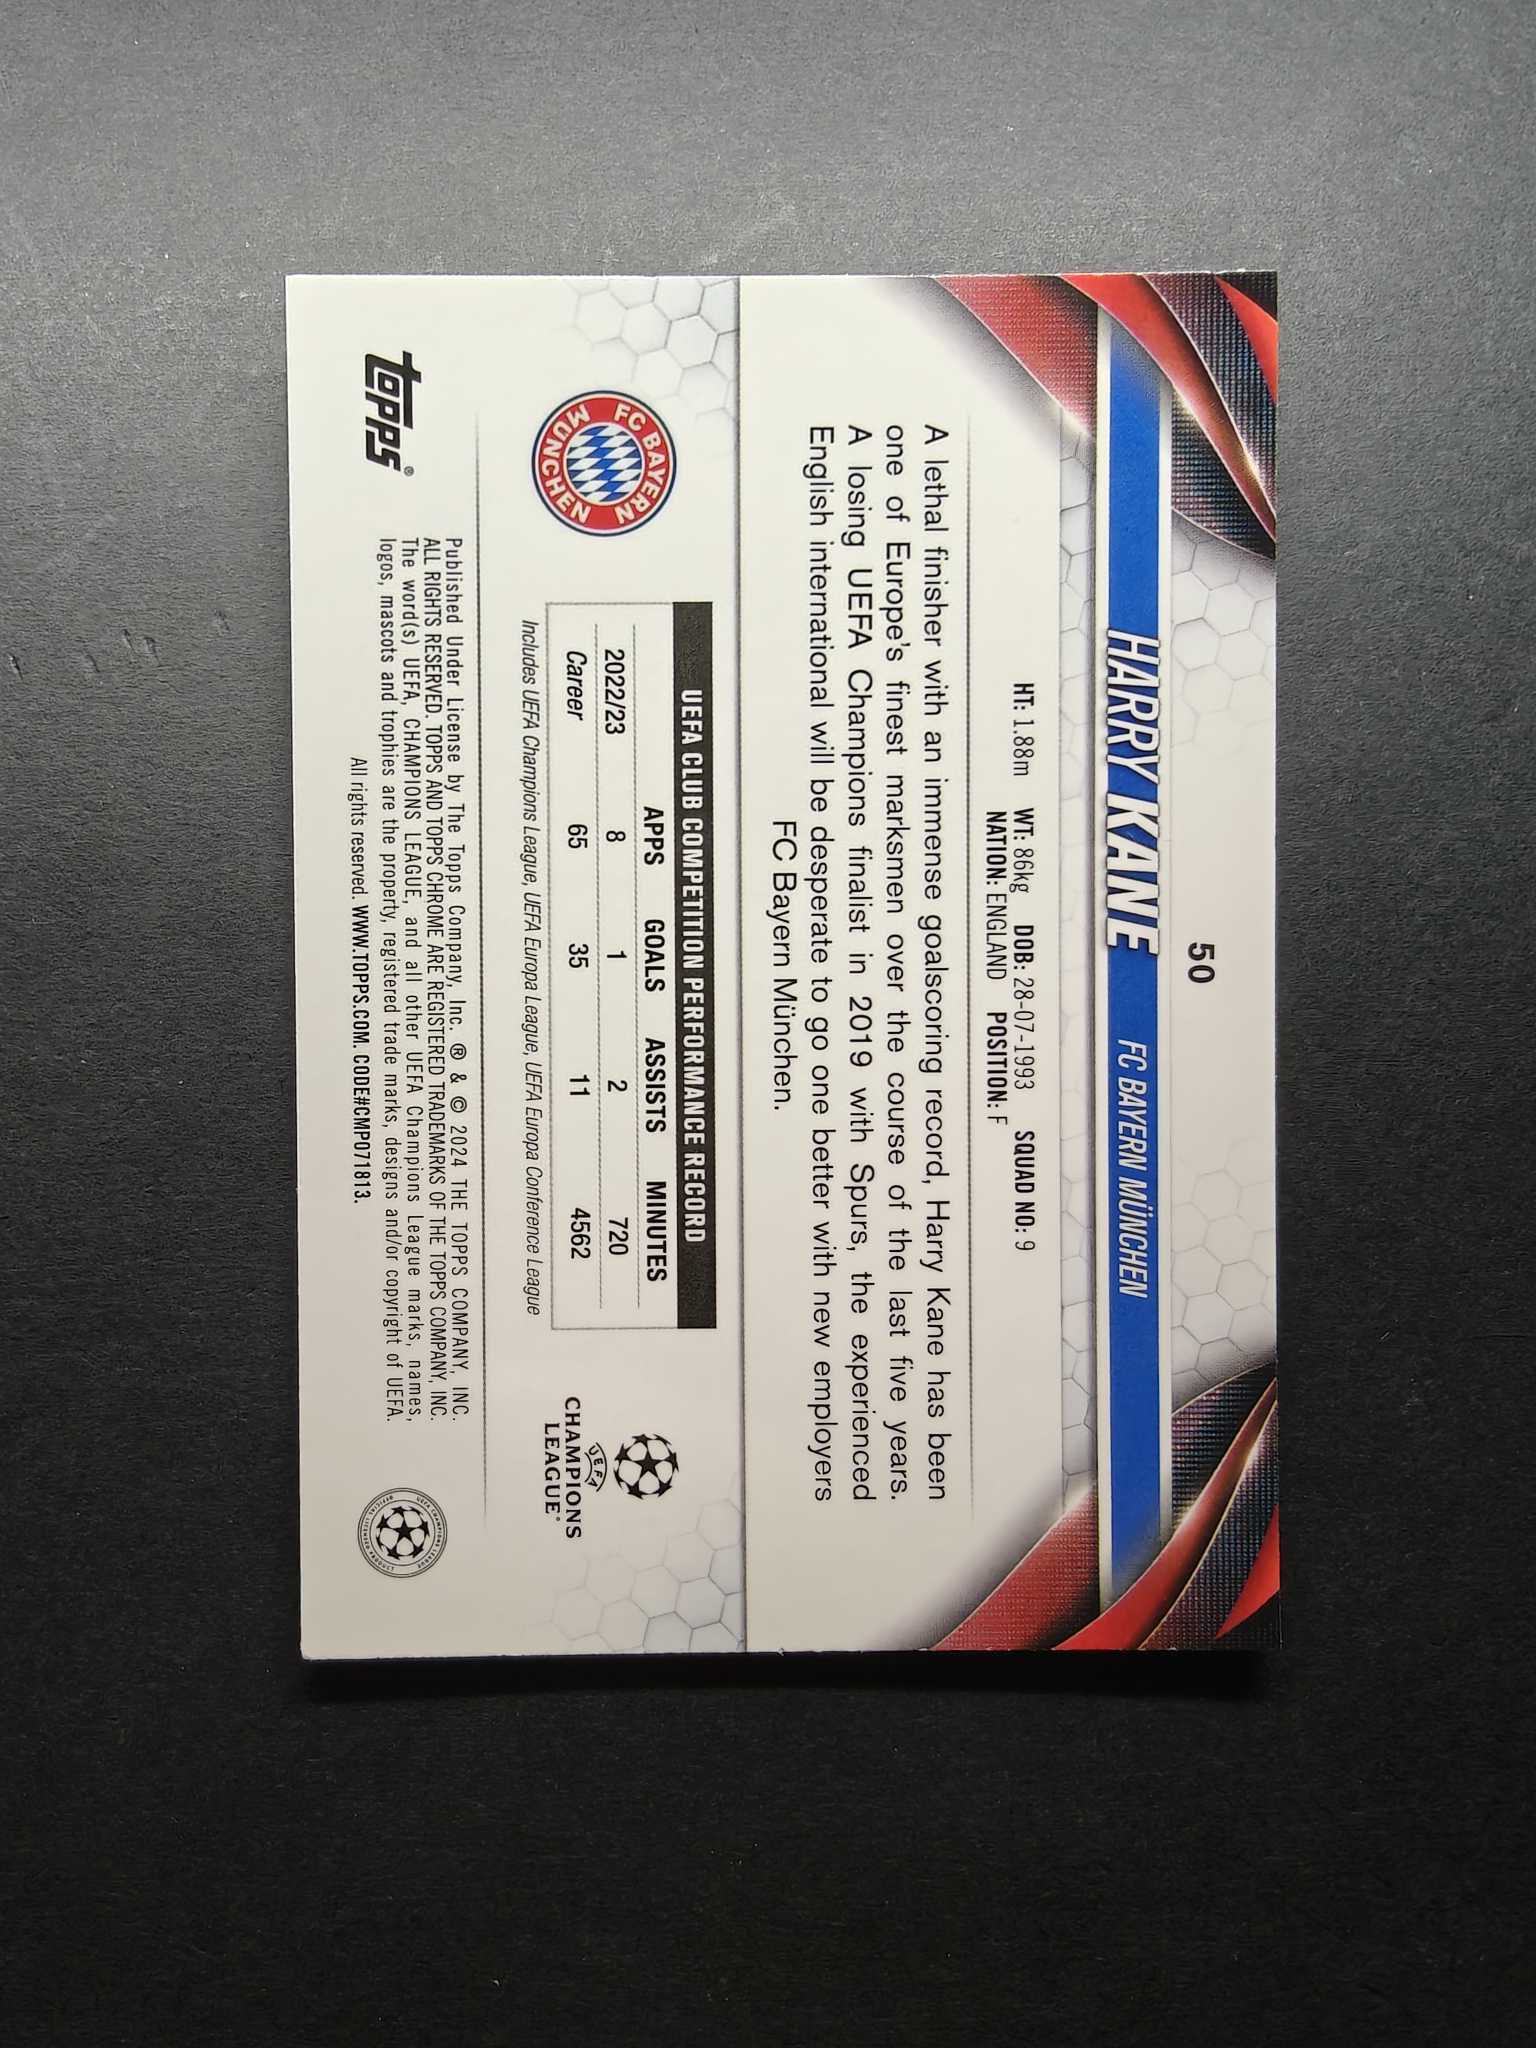 50
HARRY KANE FC BAYERN MÜNCHEN
HT: 1.88m WT: 86kg DOB: 28-07-1993 SQUAD NO: 9
NATION: ENGLAND POSITION: F
A lethal finisher with an immense goalscoring record, Harry Kane has been
one of Europe's finest marksmen over the course of the last five years.
A losing UEFA Champions finalist in 2019 with Spurs, the experienced
English international will be desperate to go one better with new employers
FC Bayern München.
FC BAYERN
MÜNCHEN
UEFA CLUB COMPETITION PERFORMANCE RECORD
APPS GOALS ASSISTS MINUTES
2022/23 8 1 2 720
Career 65 35 11 4562
Includes UEFA Champions League, UEFA Europa League, UEFA Europa Conference League
UEFA
CHAMPIONS
LEAGUE®
topps®
Published Under License by The Topps Company, Inc. ® & © 2024 THE TOPPS COMPANY, INC.
ALL RIGHTS RESERVED. TOPPS AND TOPPS CHROME ARE REGISTERED TRADEMARKS OF THE TOPPS COMPANY, INC.
The word(s) UEFA, CHAMPIONS LEAGUE, and all other UEFA Champions League marks, names,
logos, mascots and trophies are the property, registered trade marks, designs and/or copyright of UEFA.
All rights reserved. WWW.TOPPS.COM. CODE#CMP071813.
UEFA CHAMPIONS LEAGUE
OFFICIAL LICENSED PRODUCT